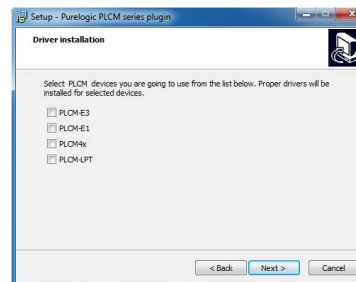 Setup - Purelogic PLCM series plugin
Driver installation
Select PLCM devices you are going to use from the list below. Proper drivers will be
installed for selected devices.
PLCM-E3
PLCM-E1
PLCM4x
PLCM-LPT
< Back
Next >
Cancel